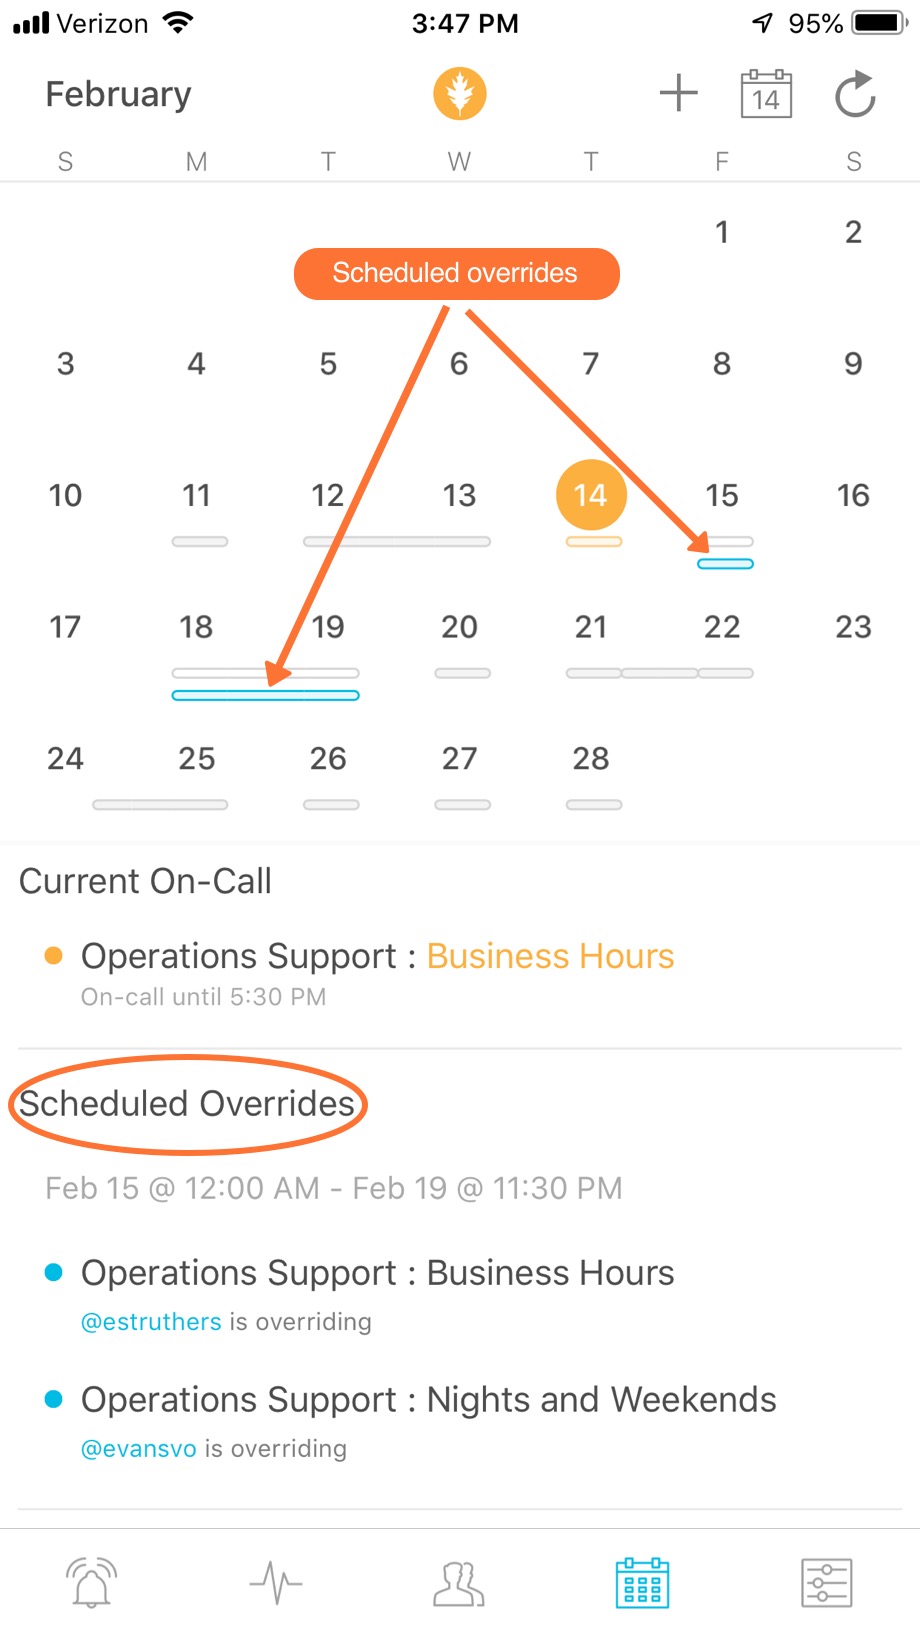 Verizon 3:47 PM 95%
February 14
S M T W T F S
1 2
Scheduled overrides
3 4 5 6 7 8 9
10 11 12 13 14 15 16
17 18 19 20 21 22 23
24 25 26 27 28
Current On-Call
Operations Support : Business Hours
On-call until 5:30 PM
Scheduled Overrides
Feb 15 @ 12:00 AM - Feb 19 @ 11:30 PM
Operations Support : Business Hours
@estruthers is overriding
Operations Support : Nights and Weekends
@evansvo is overriding